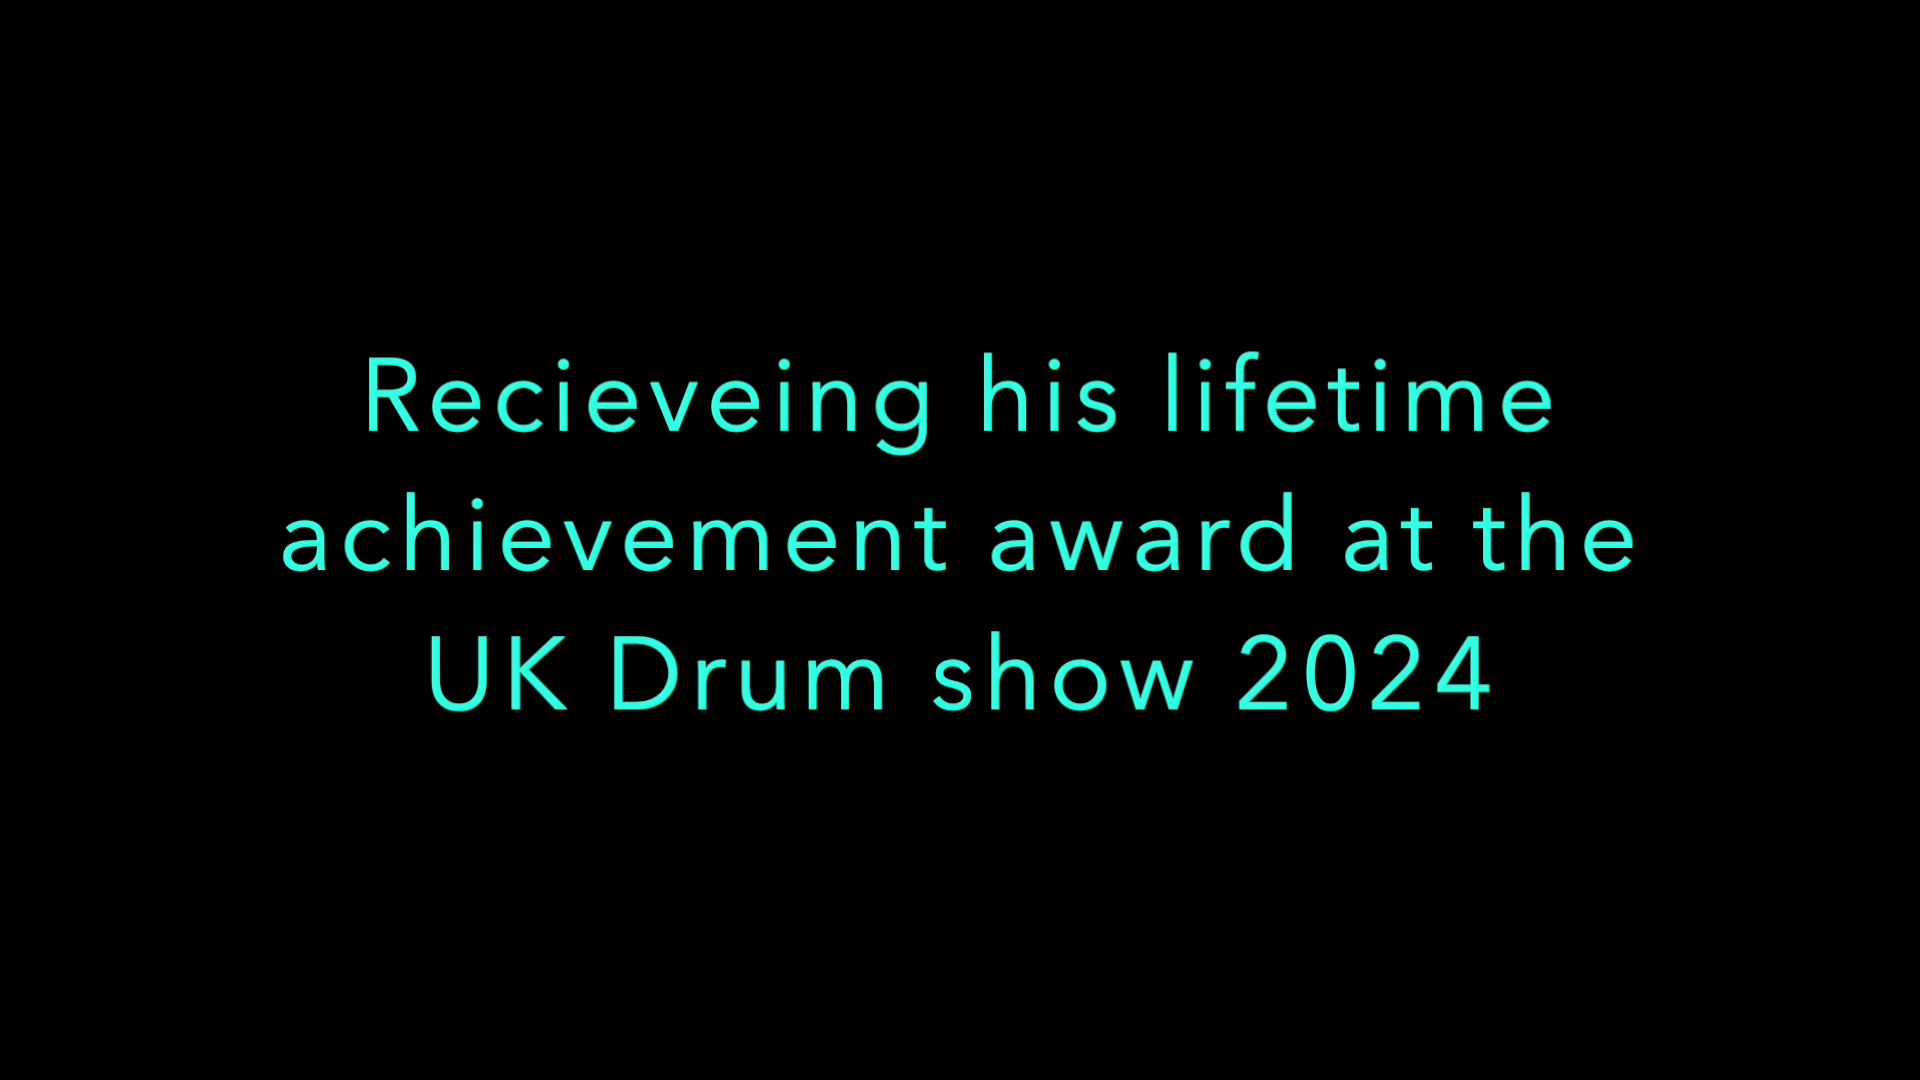 Recieveing his lifetime
achievement award at the
UK Drum show 2024